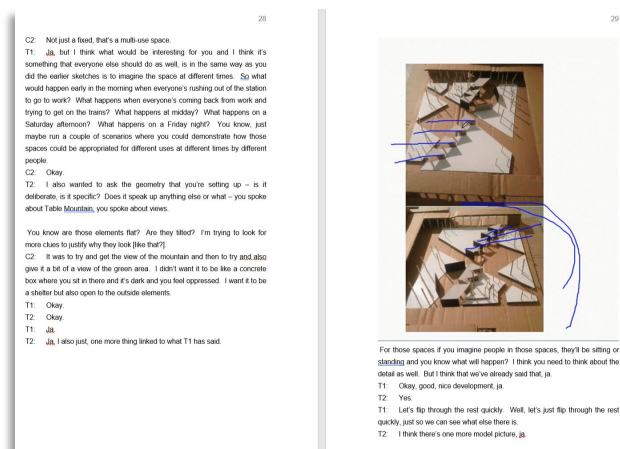 28
C2: Not just a fixed, that's a multi-use space.
T1: Ja, but I think what would be interesting for you and I think it's
something that everyone else should do as well, is in the same way as you
did the earlier sketches is to imagine the space at different times. So what
would happen early in the morning when everyone's rushing out of the station
to go to work? What happens when everyone's coming back from work and
trying to get on the trains? What happens at midday? What happens on a
Saturday afternoon? What happens on a Friday night? You know, just
maybe run a couple of scenarios where you could demonstrate how those
spaces could be appropriated for different uses at different times by different
people.
C2: Okay.
T2: I also wanted to ask the geometry that you're setting up – is it
deliberate, is it specific? Does it speak up anything else or what – you spoke
about Table Mountain, you spoke about views.
You know are those elements flat? Are they tilted? I'm trying to look for
more clues to justify why they look [like that?].
C2: It was to try and get the view of the mountain and then to try and also
give it a bit of a view of the green area. I didn't want it to be like a concrete
box where you sit in there and it's dark and you feel oppressed. I want it to be
a shelter but also open to the outside elements.
T1: Okay.
T2: Okay.
T1: Ja.
T2: Ja, I also just, one more thing linked to what T1 has said.
29
For those spaces if you imagine people in those spaces, they'll be sitting or
standing and you know what will happen? I think you need to think about the
detail as well. But I think that we've already said that, ja.
T1: Okay, good, nice development, ja.
T2: Yes.
T1: Let's flip through the rest quickly. Well, let's just flip through the rest
quickly, just so we can see what else there is.
T2: I think there's one more model picture, ja.